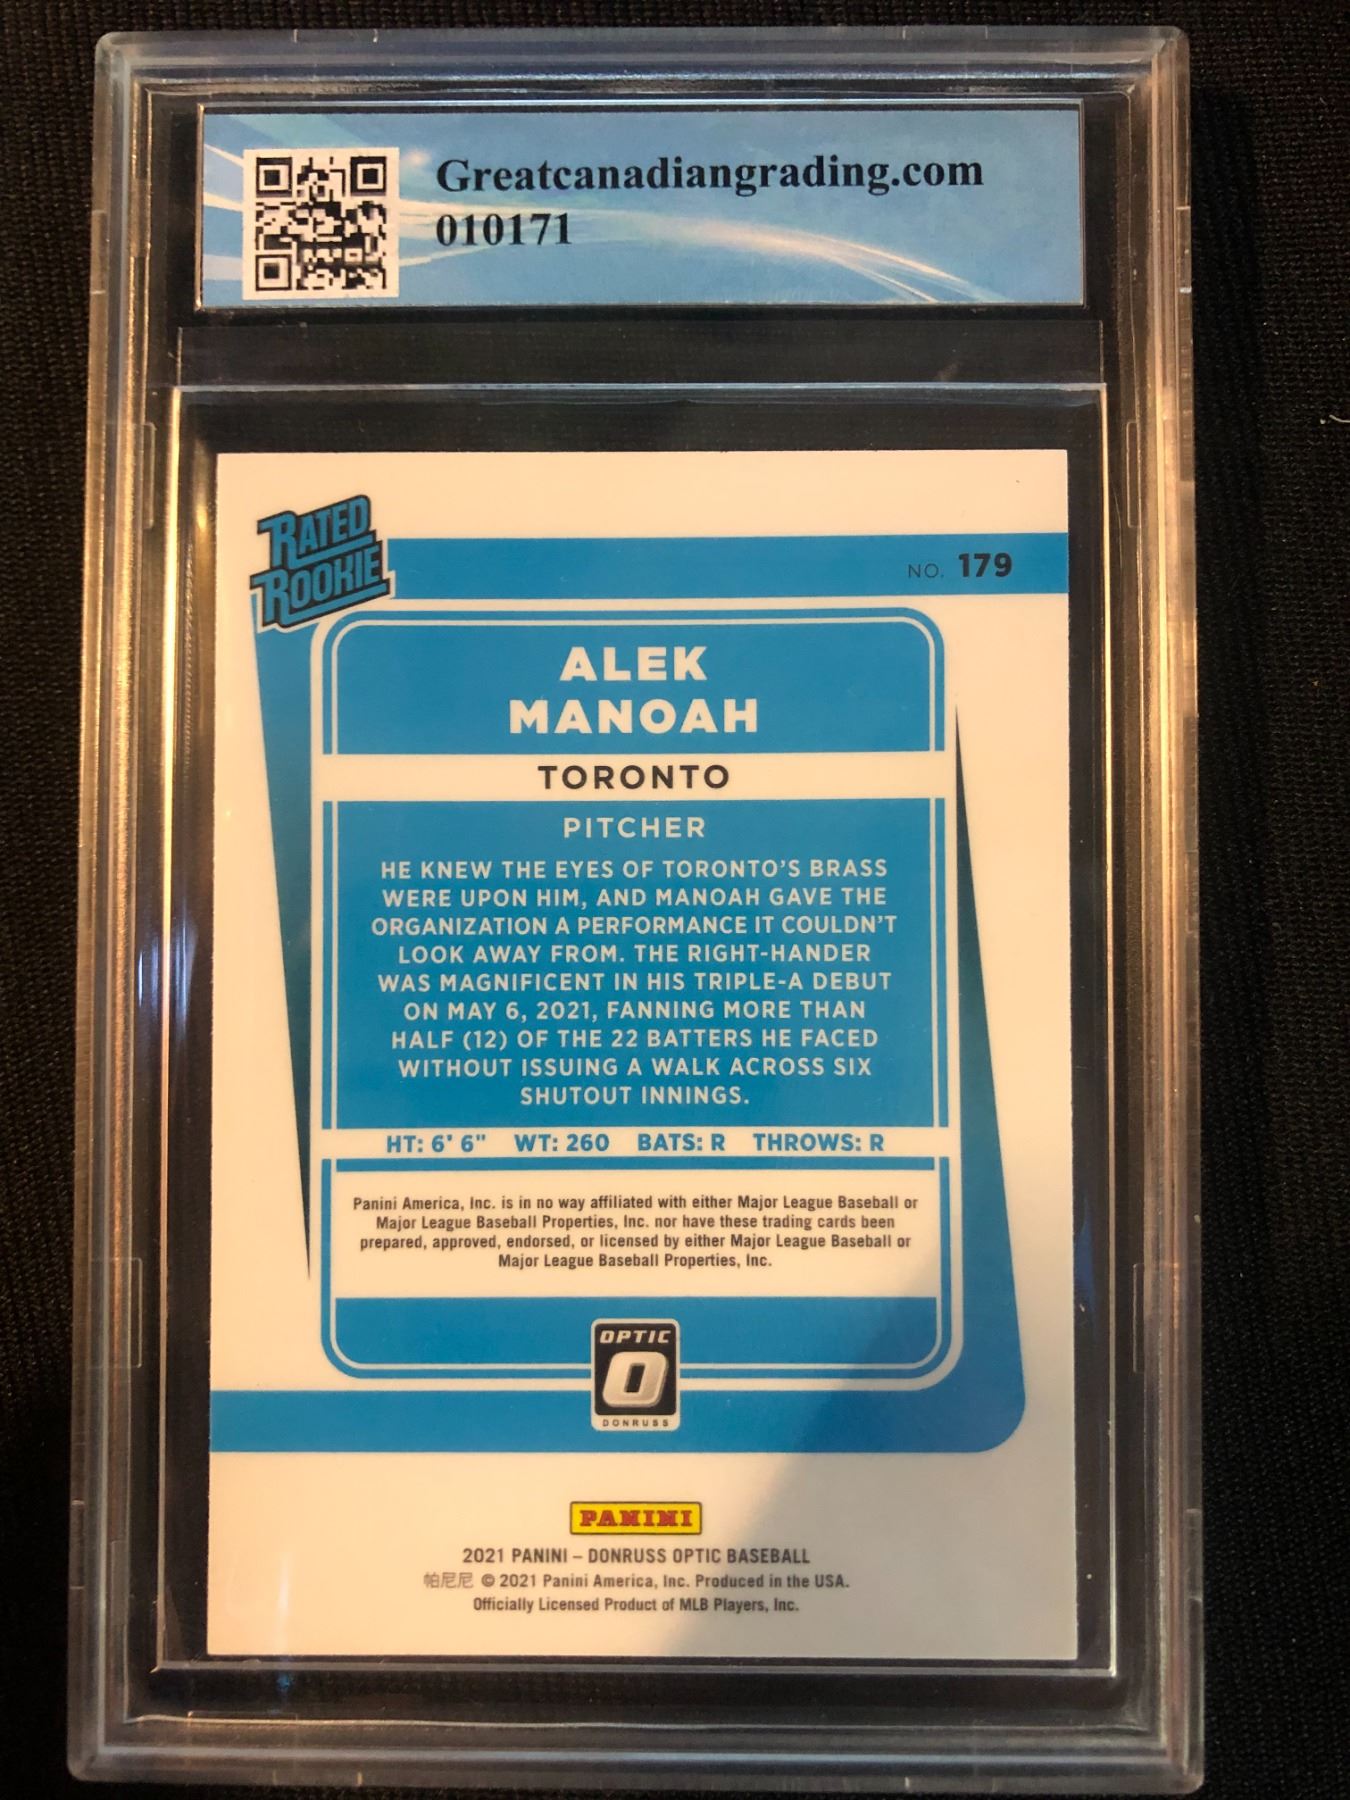 Greatcanadiangrading.com
010171
RATED
ROOKIE
NO. 179
ALEK
MANOAH
TORONTO
PITCHER
HE KNEW THE EYES OF TORONTO'S BRASS
WERE UPON HIM, AND MANOAH GAVE THE
ORGANIZATION A PERFORMANCE IT COULDN'T
LOOK AWAY FROM. THE RIGHT-HANDER
WAS MAGNIFICENT IN HIS TRIPLE-A DEBUT
ON MAY 6, 2021, FANNING MORE THAN
HALF (12) OF THE 22 BATTERS HE FACED
WITHOUT ISSUING A WALK ACROSS SIX
SHUTOUT INNINGS.
HT: 6' 6" WT: 260 BATS: R THROWS: R
Panini America, Inc. is in no way affiliated with either Major League Baseball or
Major League Baseball Properties, Inc. nor have these trading cards been
prepared, approved, endorsed, or licensed by either Major League Baseball or
Major League Baseball Properties, Inc.
OPTIC
O
DONRUSS
PANINI
2021 PANINI – DONRUSS OPTIC BASEBALL
帕尼尼 © 2021 Panini America, Inc. Produced in the USA.
Officially Licensed Product of MLB Players, Inc.